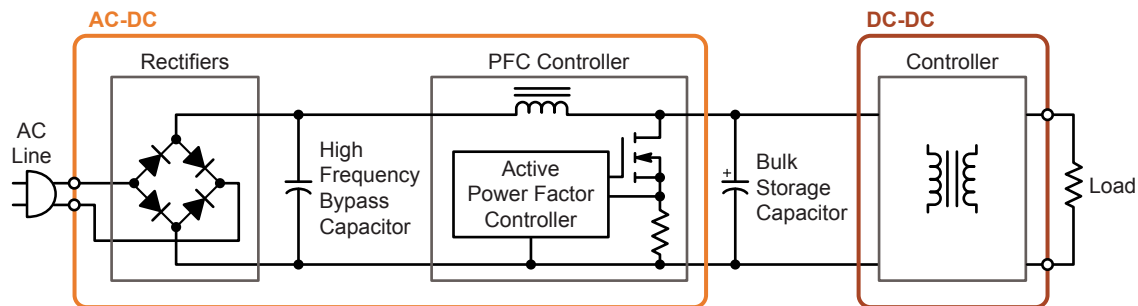 AC-DC
DC-DC
Rectifiers
PFC Controller
Controller
AC
Line
High
Frequency
Bypass
Capacitor
Active
Power Factor
Controller
+
Bulk
Storage
Capacitor
Load